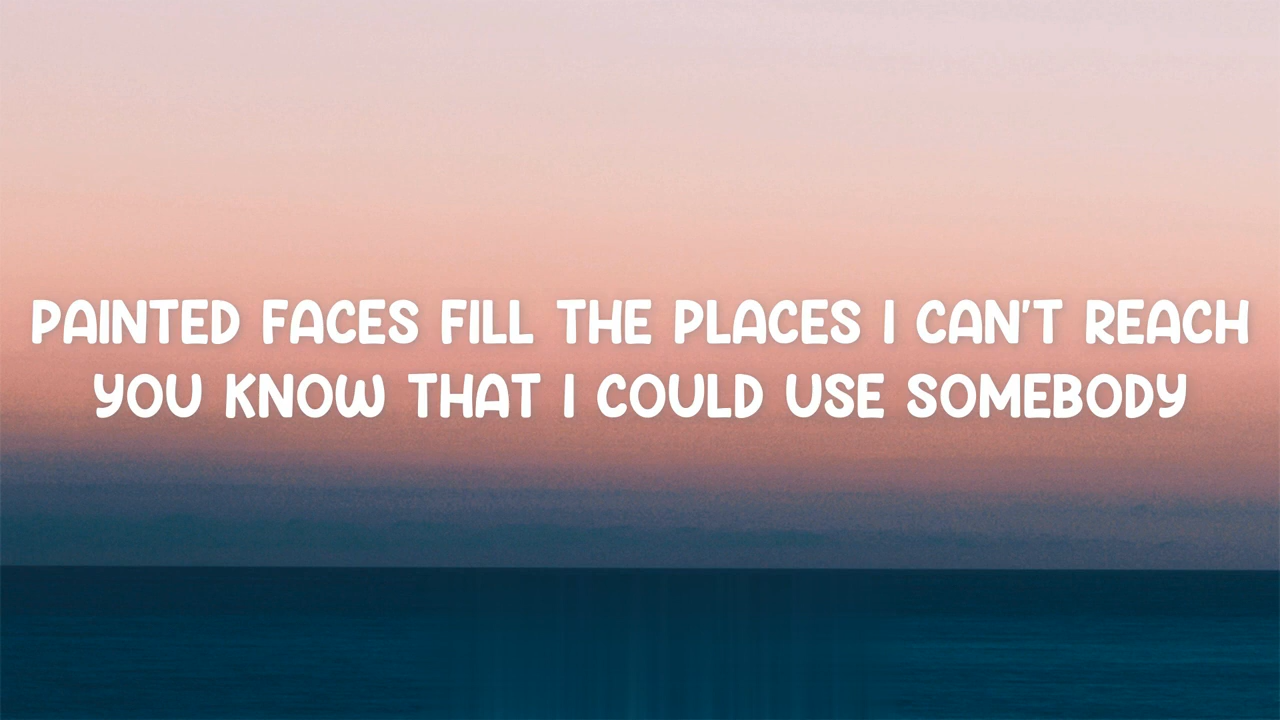 PAINTED FACES FILL THE PLACES I CAN'T REACH
YOU KNOW THAT I COULD USE SOMEBODY